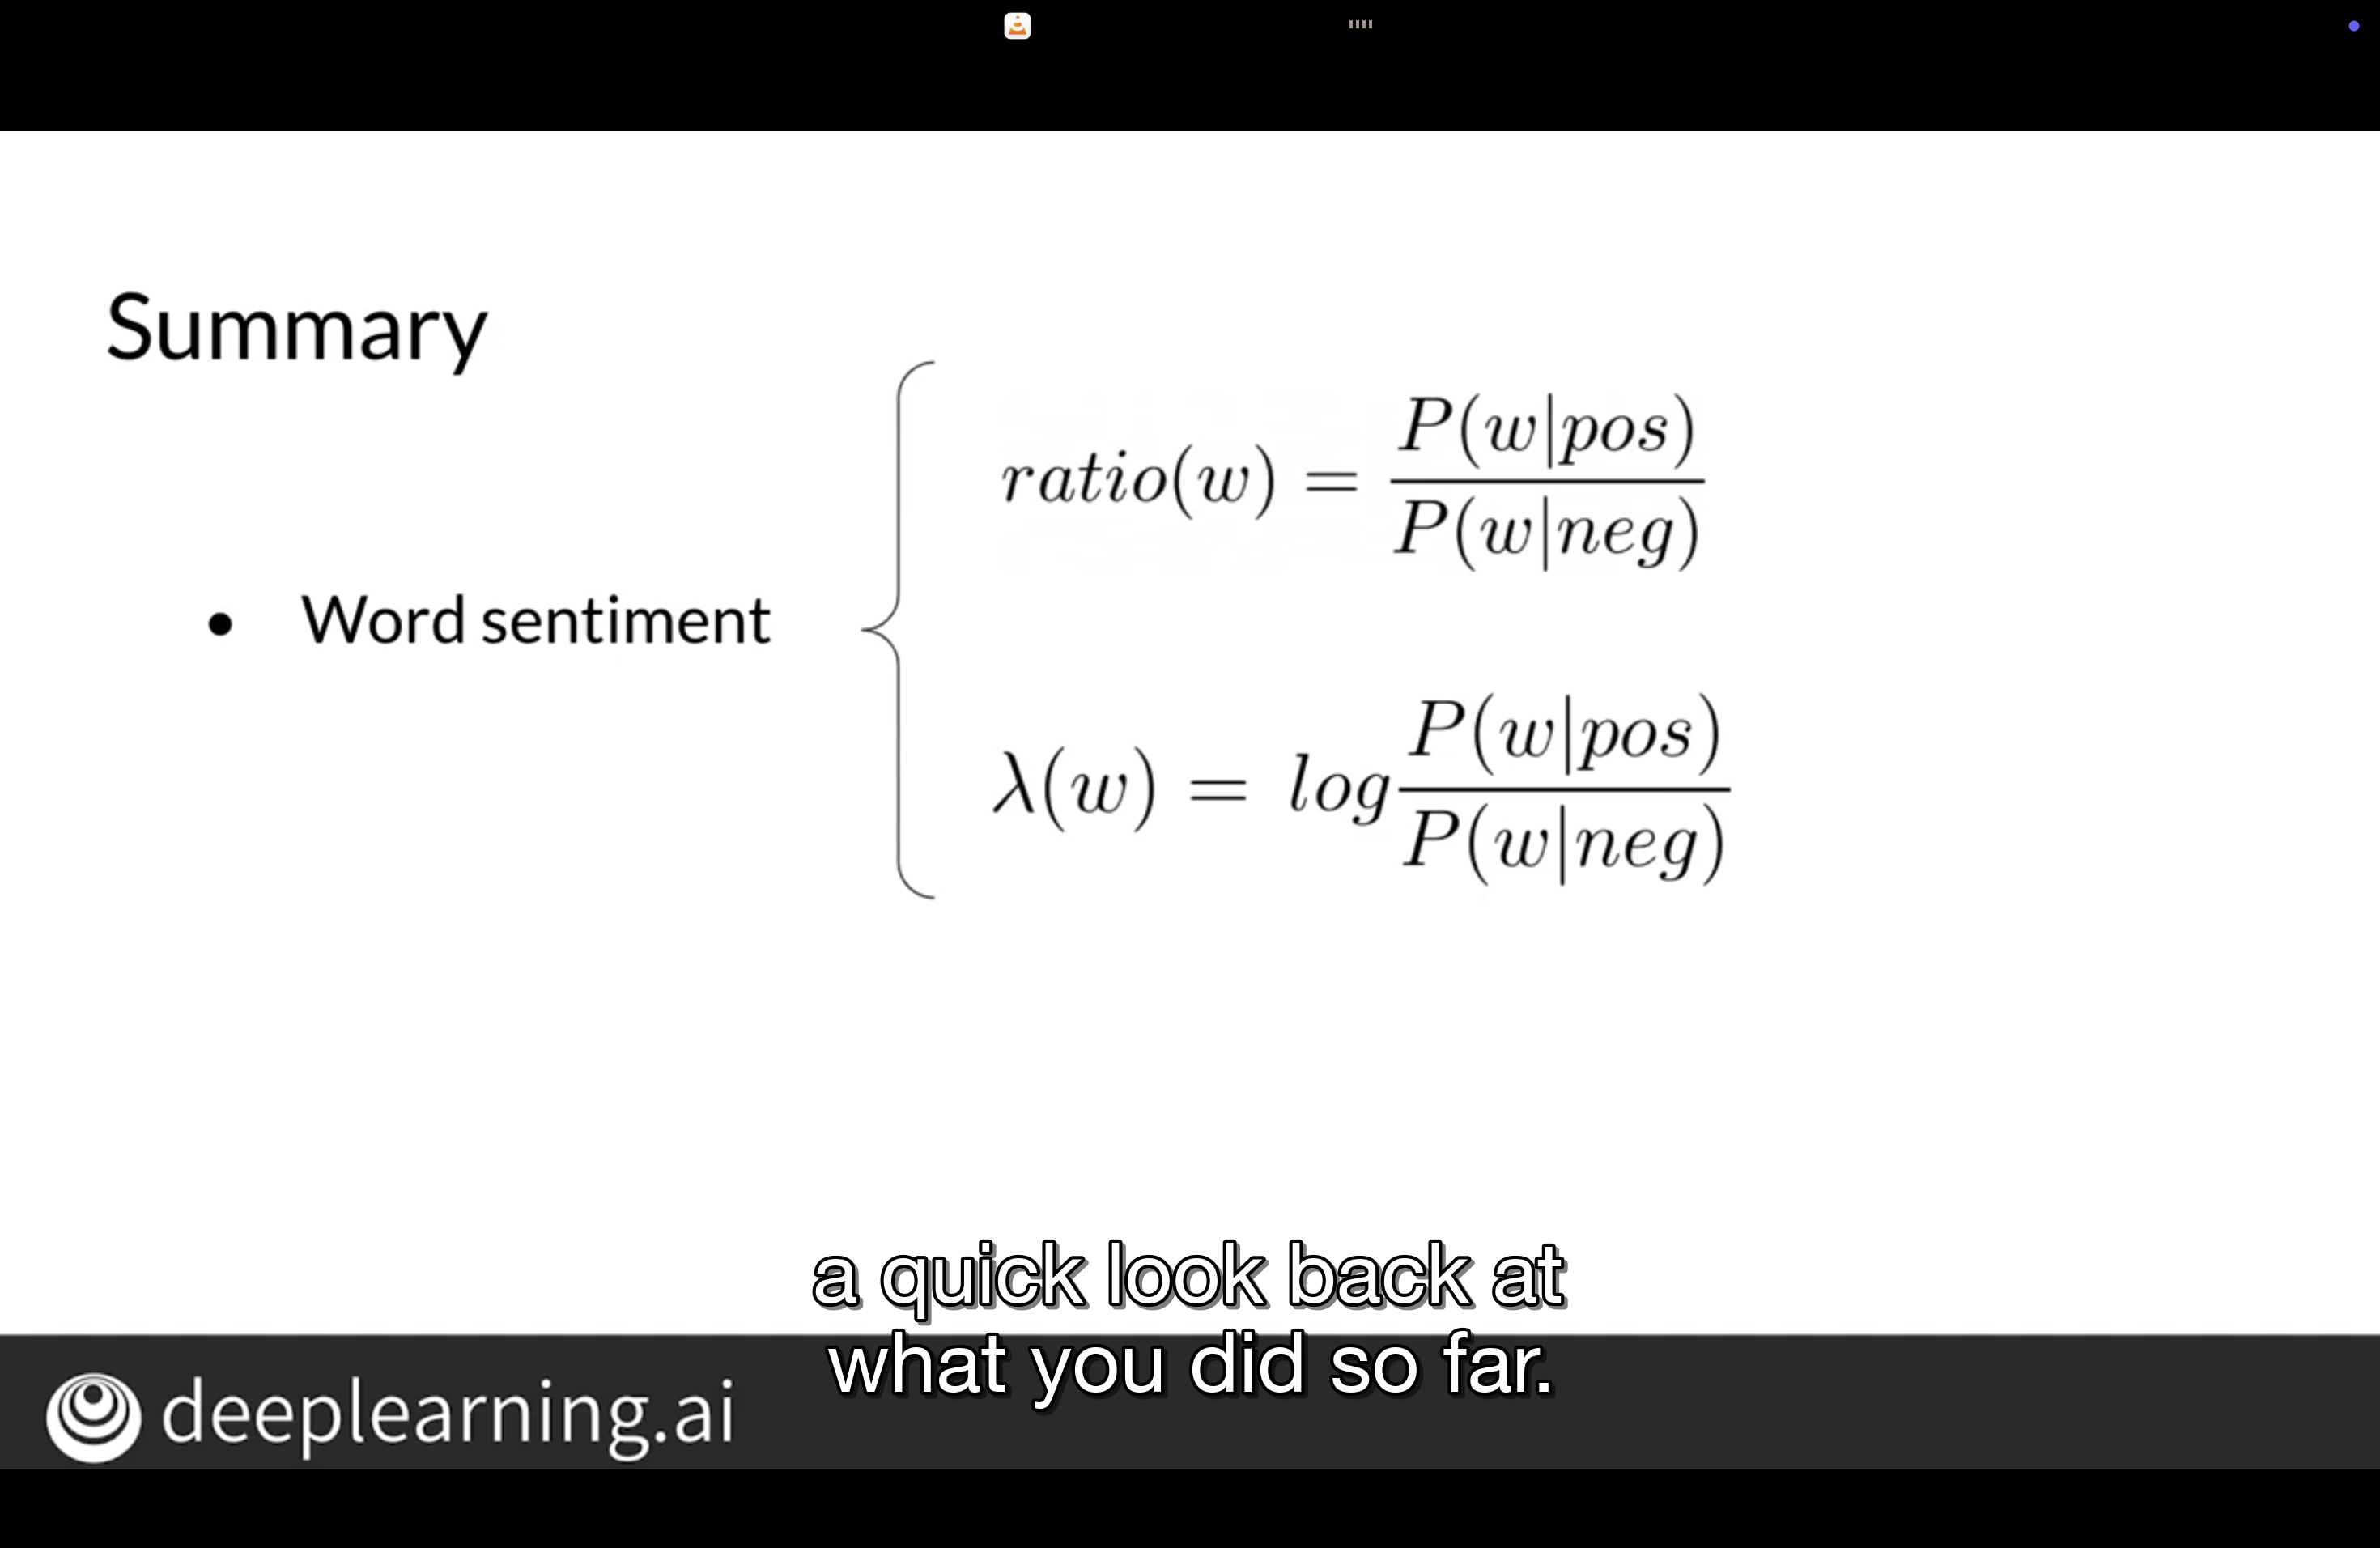 Summary
ratio(w) = P(w|pos) / P(w|neg)
• Word sentiment
λ(w) = log P(w|pos) / P(w|neg)
a quick look back at
what you did so far.
deeplearning.ai